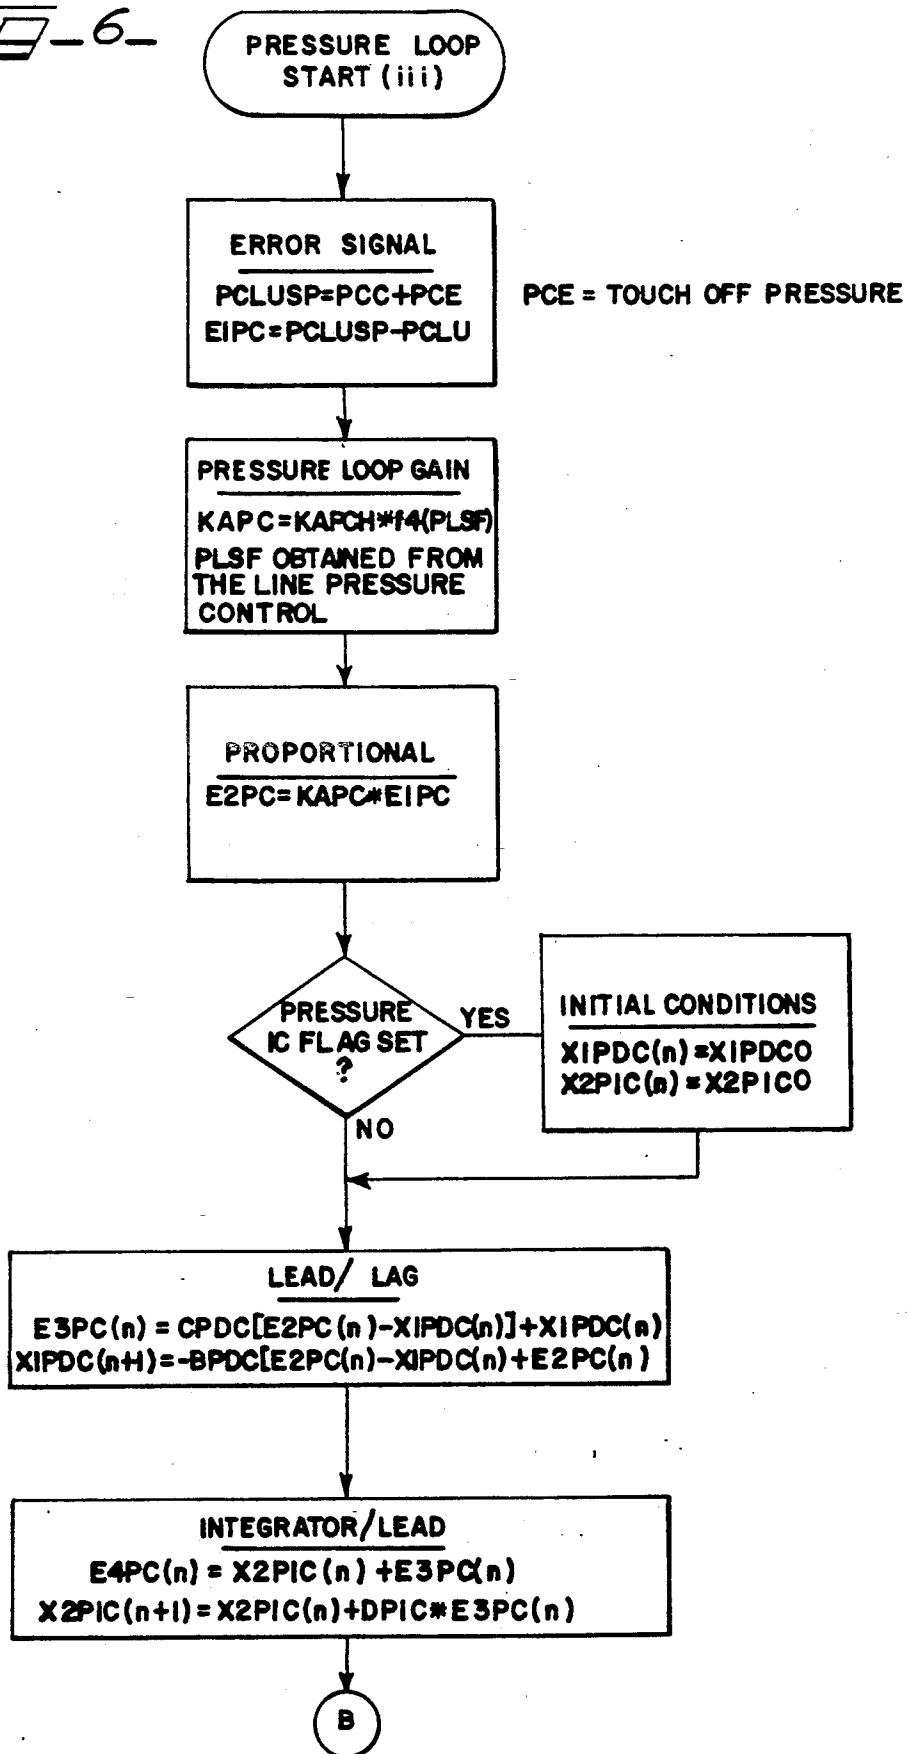 -6-
PRESSURE LOOP
START (iii)
ERROR SIGNAL
PCLUSP=PCC+PCE
EIPC=PCLUSP-PCLU
PCE = TOUCH OFF PRESSURE
PRESSURE LOOP GAIN
KAPC=KAPCH*f4(PLSF)
PLSF OBTAINED FROM
THE LINE PRESSURE
CONTROL
PROPORTIONAL
E2PC=KAPC*EIPC
PRESSURE
IC FLAG SET
?
YES
NO
INITIAL CONDITIONS
XIPDC(n)=XIPDCO
X2PIC(n)=X2PICO
LEAD/ LAG
E3PC(n) = CPDC[E2PC(n)-XIPDC(n)]+XIPDC(n)
XIPDC(n+1)=-BPDC[E2PC(n)-XIPDC(n)+E2PC(n)
INTEGRATOR/LEAD
E4PC(n) = X2PIC(n)+E3PC(n)
X2PIC(n+1)=X2PIC(n)+DPIC*E3PC(n)
B